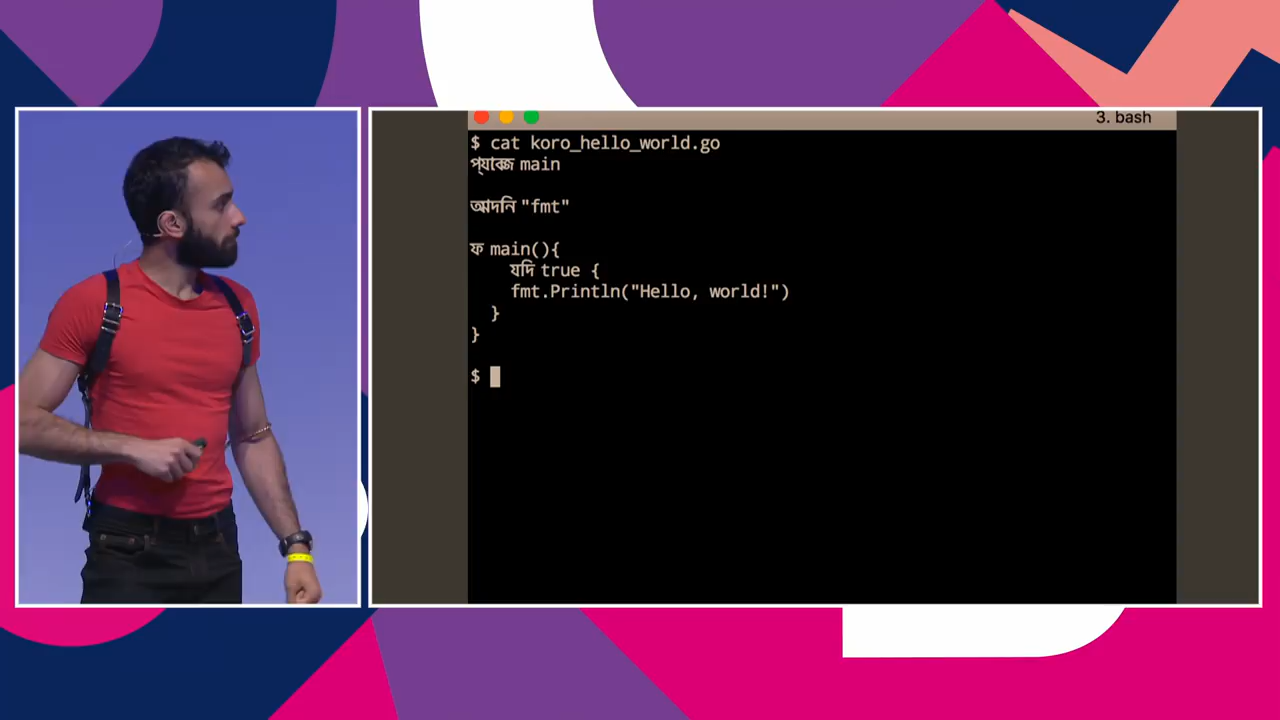 3. bash
$ cat koro_hello_world.go
প্যাকেজ main
আমদানি "fmt"
ফ main(){
যদি true {
fmt.Println("Hello, world!")
}
}
$